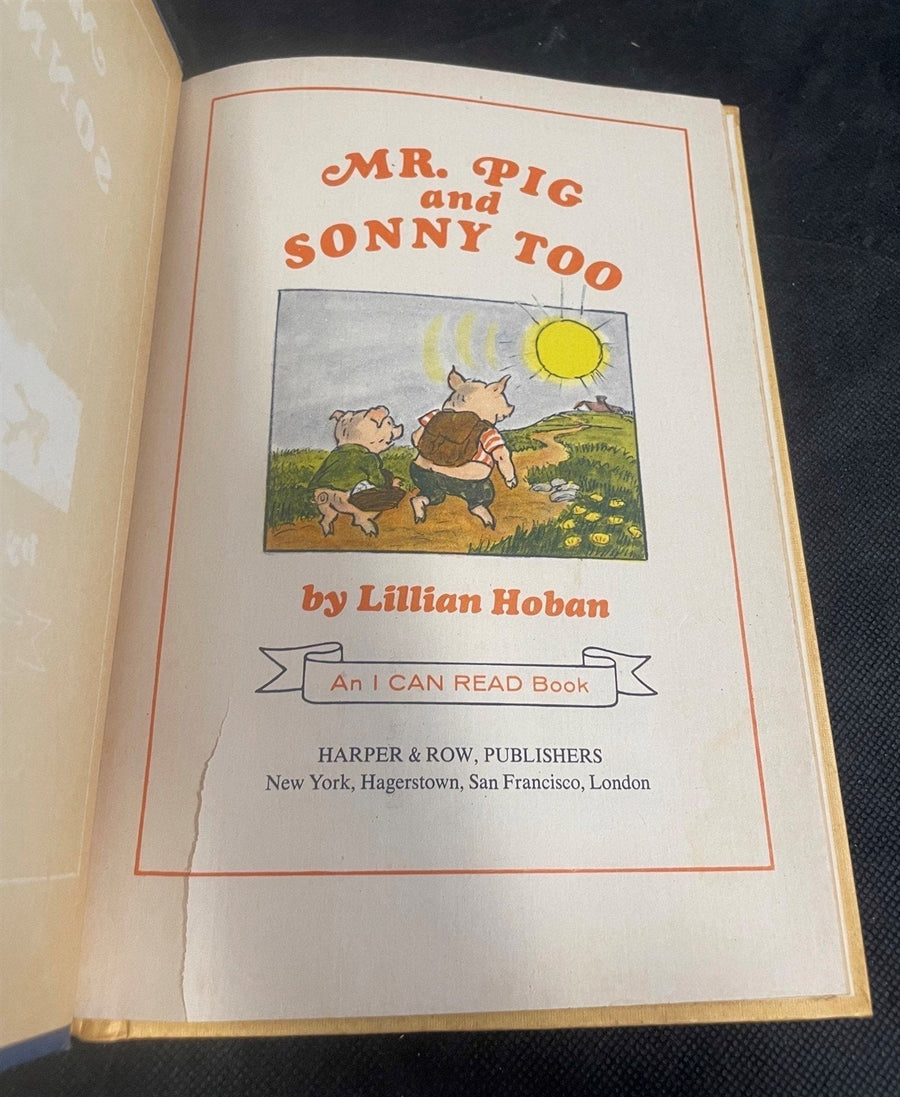 MR. PIG
and
SONNY TOO
by Lillian Hoban
An I CAN READ Book
HARPER & ROW, PUBLISHERS
New York, Hagerstown, San Francisco, London